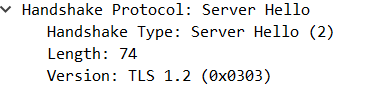 Handshake Protocol: Server Hello
Handshake Type: Server Hello (2)
Length: 74
Version: TLS 1.2 (0x0303)